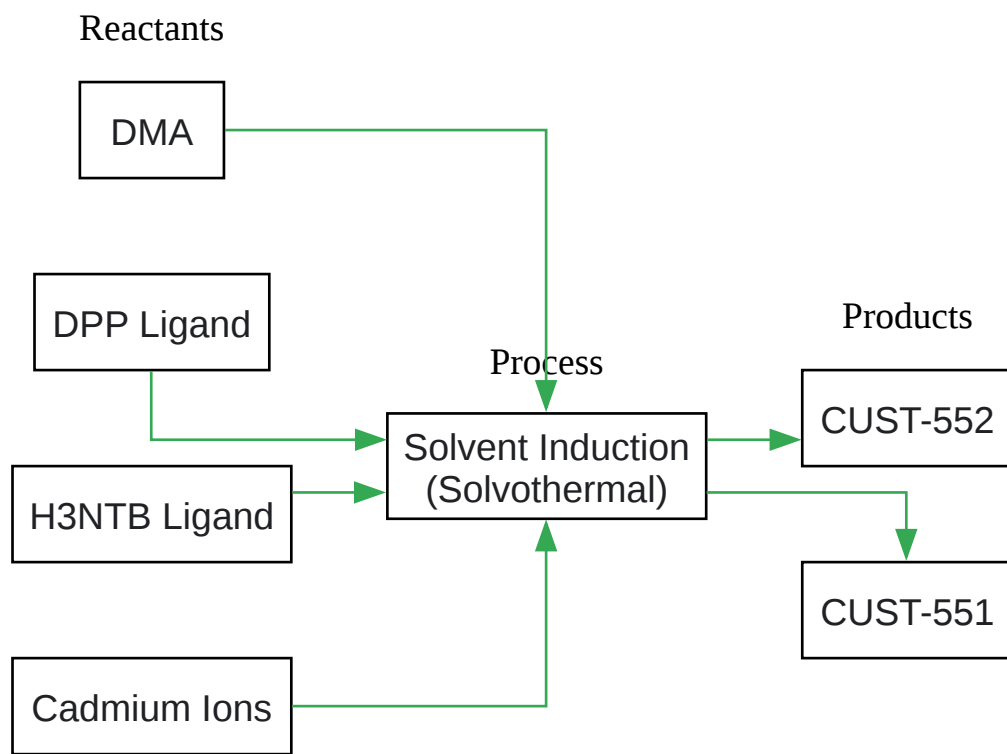 Reactants
DMA
DPP Ligand
H3NTB Ligand
Cadmium Ions
Process
Solvent Induction
(Solvothermal)
Products
CUST-552
CUST-551